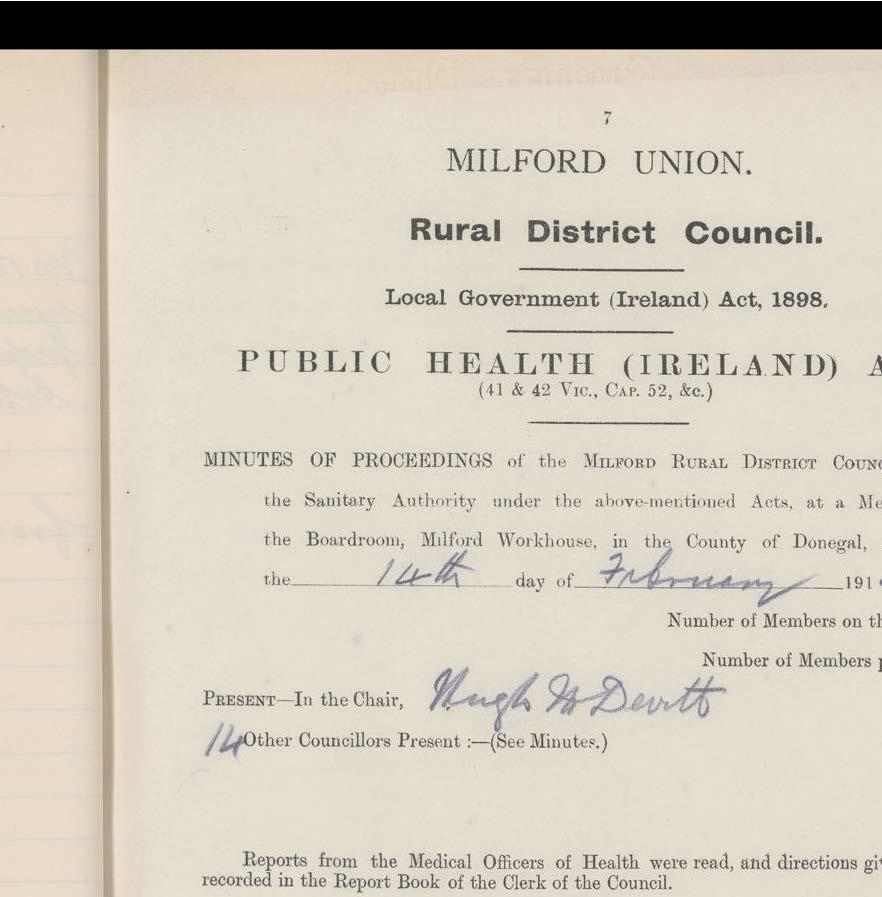 7
MILFORD UNION.
Rural District Council.
Local Government (Ireland) Act, 1898.
PUBLIC HEALTH (IRELAND) A
(41 & 42 Vic., Cap. 52, &c.)
MINUTES OF PROCEEDINGS of the Milford Rural District Counc
the Sanitary Authority under the above-mentioned Acts, at a Me
the Boardroom, Milford Workhouse, in the County of Donegal,
the 14th day of February 191
Number of Members on th
Number of Members p
Present—In the Chair, Hugh McDevitt
14 Other Councillors Present :—(See Minutes.)
Reports from the Medical Officers of Health were read, and directions giv
recorded in the Report Book of the Clerk of the Council.